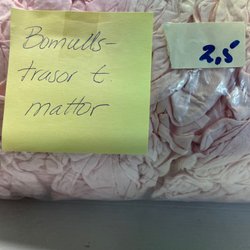 Bomulls-
trasor t
mattor
2,5